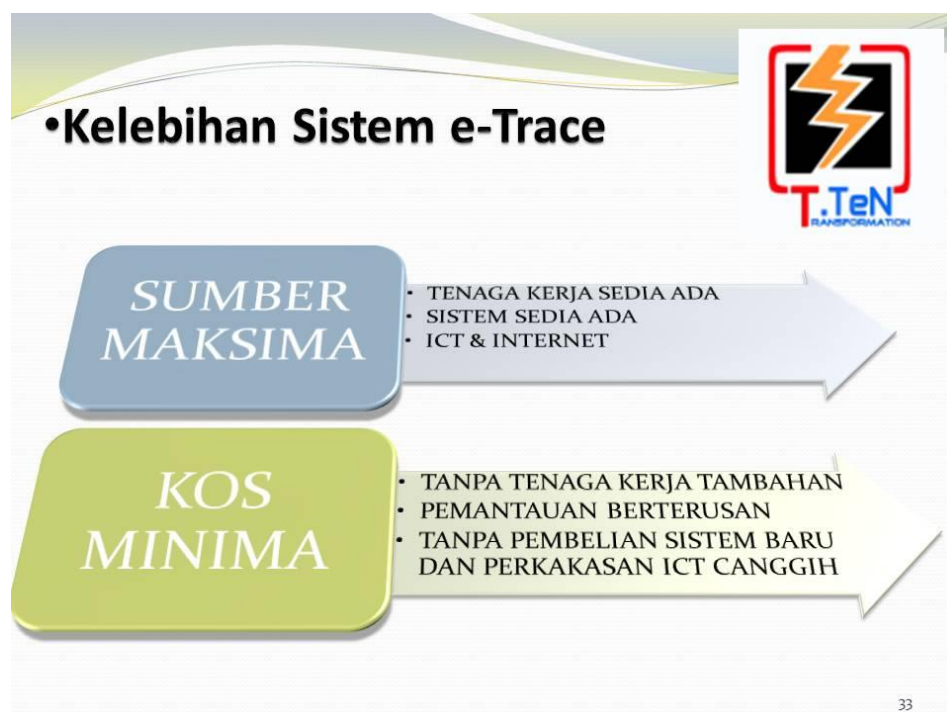 •Kelebihan Sistem e-Trace
T.TeN
TRANSFORMATION
SUMBER
MAKSIMA
• TENAGA KERJA SEDIA ADA
• SISTEM SEDIA ADA
• ICT & INTERNET
KOS
MINIMA
• TANPA TENAGA KERJA TAMBAHAN
• PEMANTAUAN BERTERUSAN
• TANPA PEMBELIAN SISTEM BARU
DAN PERKAKASAN ICT CANGGIH
33